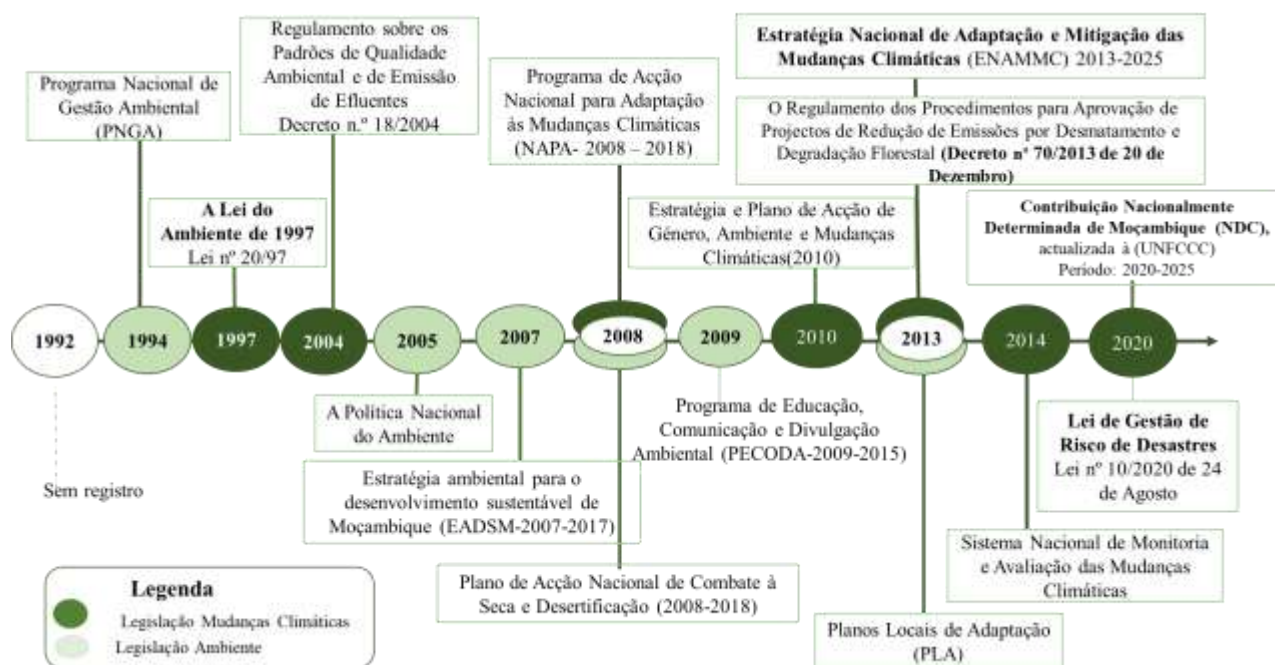 Programa Nacional de
Gestão Ambiental
(PNGA)
A Lei do
Ambiente de 1997
Lei nº 20/97
Regulamento sobre os
Padrões de Qualidade
Ambiental e de Emissão
de Efluentes
Decreto n.º 18/2004
Programa de Acção
Nacional para Adaptação
às Mudanças Climáticas
(NAPA- 2008 – 2018)
Estratégia e Plano de Acção de
Género, Ambiente e Mudanças
Climáticas(2010)
Estratégia Nacional de Adaptação e Mitigação das
Mudanças Climáticas (ENAMMC) 2013-2025
O Regulamento dos Procedimentos para Aprovação de
Projectos de Redução de Emissões por Desmatamento e
Degradação Florestal (Decreto nº 70/2013 de 20 de
Dezembro)
Contribuição Nacionalmente
Determinada de Moçambique (NDC),
actualizada à (UNFCCC)
Período: 2020-2025
1992
1994
1997
2004
2005
2007
2008
2009
2010
2013
2014
2020
Sem registro
A Política Nacional
do Ambiente
Estratégia ambiental para o
desenvolvimento sustentável de
Moçambique (EADSM-2007-2017)
Plano de Acção Nacional de Combate à
Seca e Desertificação (2008-2018)
Programa de Educação,
Comunicação e Divulgação
Ambiental (PECODA-2009-2015)
Planos Locais de Adaptação
(PLA)
Sistema Nacional de Monitoria
e Avaliação das Mudanças
Climáticas
Lei de Gestão de
Risco de Desastres
Lei nº 10/2020 de 24
de Agosto
Legenda
Legislação Mudanças Climáticas
Legislação Ambiente